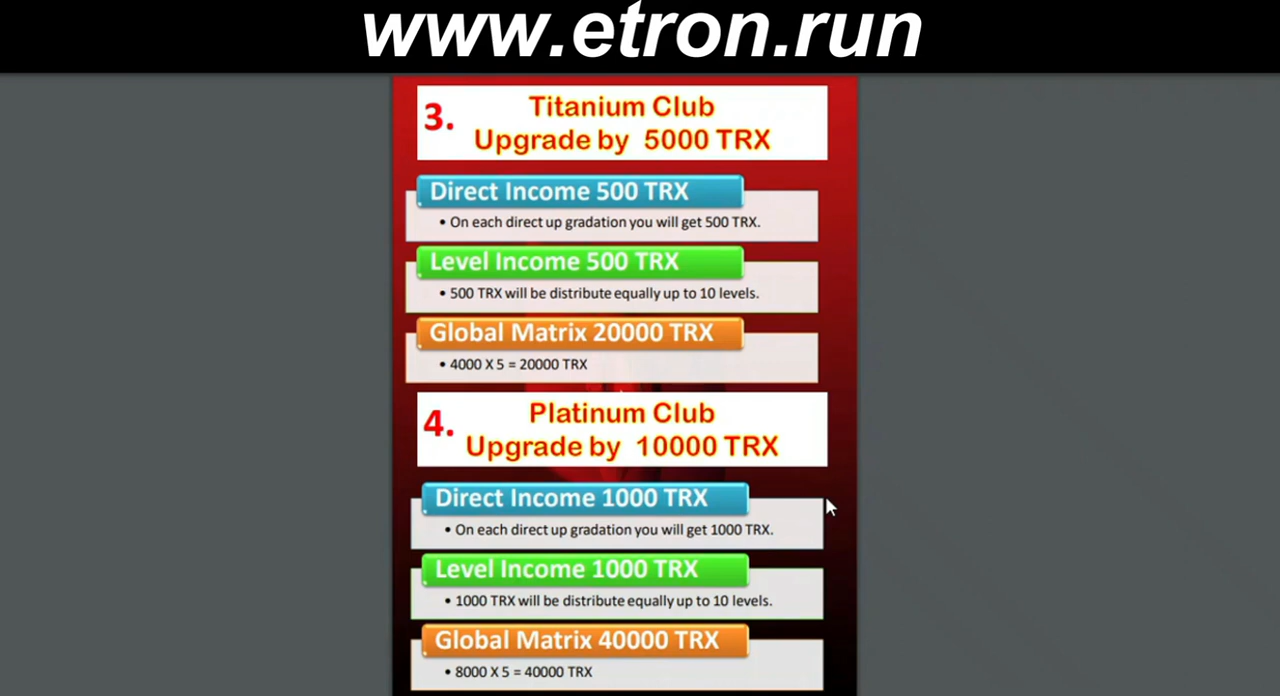 www.etron.run
3.
Titanium Club
Upgrade by 5000 TRX
Direct Income 500 TRX
• On each direct up gradation you will get 500 TRX.
Level Income 500 TRX
• 500 TRX will be distribute equally up to 10 levels.
Global Matrix 20000 TRX
• 4000 X 5 = 20000 TRX
4.
Platinum Club
Upgrade by 10000 TRX
Direct Income 1000 TRX
• On each direct up gradation you will get 1000 TRX.
Level Income 1000 TRX
• 1000 TRX will be distribute equally up to 10 levels.
Global Matrix 40000 TRX
• 8000 X 5 = 40000 TRX